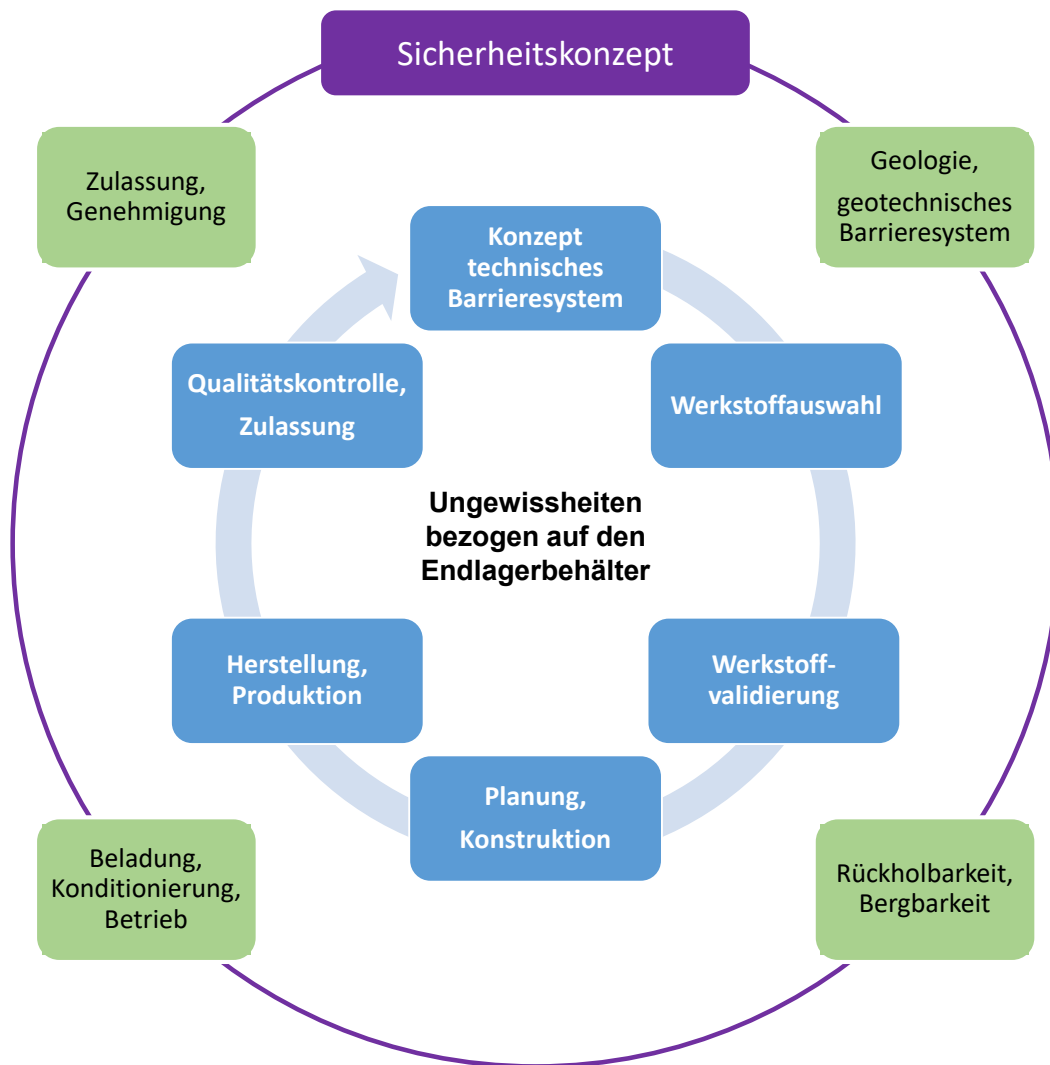 Sicherheitskonzept
Zulassung,
Genehmigung
Geologie,
geotechnisches
Barrieresystem
Konzept
technisches
Barrieresystem
Qualitätskontrolle,
Zulassung
Werkstoffauswahl
Ungewissheiten
bezogen auf den
Endlagerbehälter
Herstellung,
Produktion
Werkstoff-
validierung
Planung,
Konstruktion
Beladung,
Konditionierung,
Betrieb
Rückholbarkeit,
Bergbarkeit